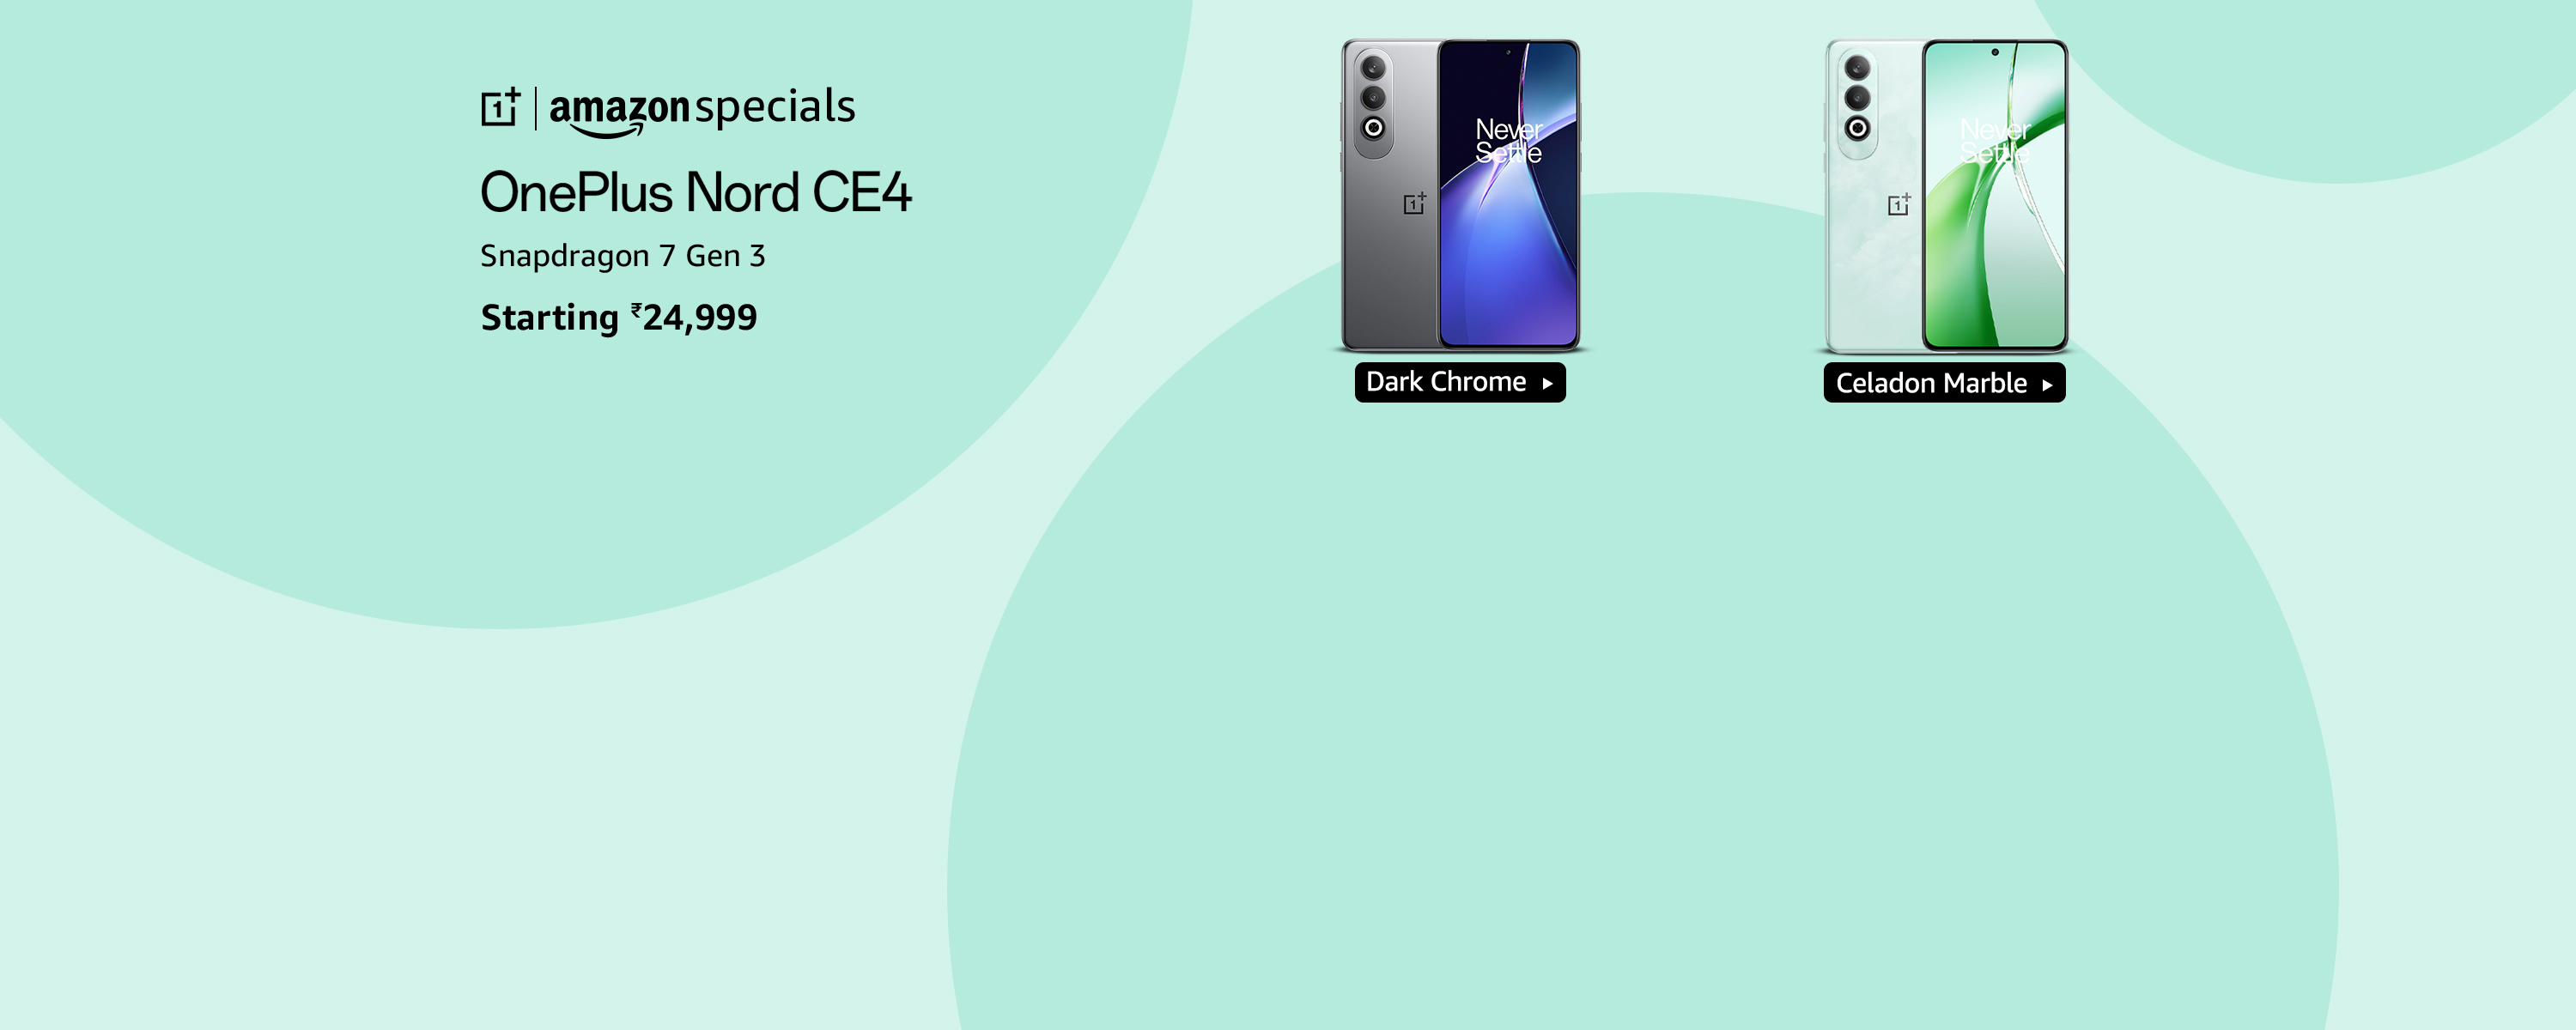 1+ | amazon specials
OnePlus Nord CE4
Snapdragon 7 Gen 3
Starting ₹24,999
Never
Settle
Dark Chrome
Never
Settle
Celadon Marble